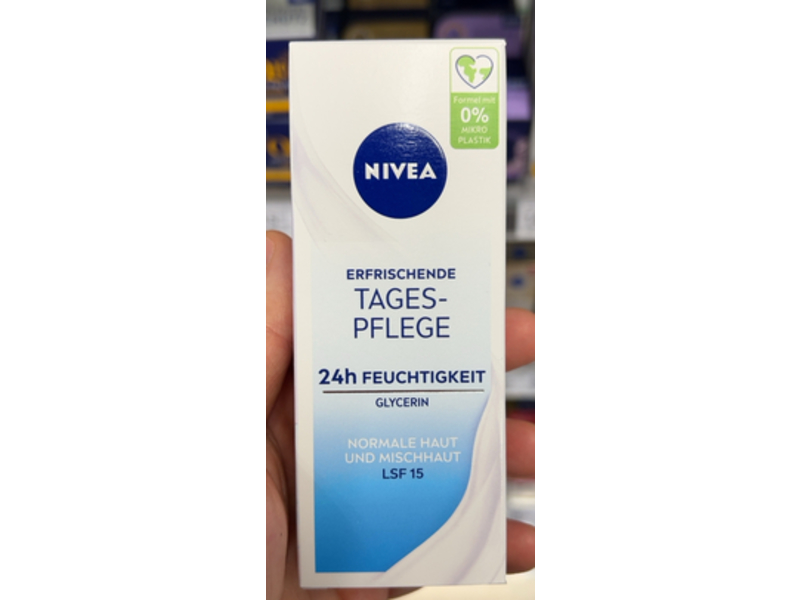 Formel mit
0%
MIKRO
PLASTIK
NIVEA
ERFRISCHENDE
TAGES-
PFLEGE
24h FEUCHTIGKEIT
GLYCERIN
NORMALE HAUT
UND MISCHHAUT
LSF 15